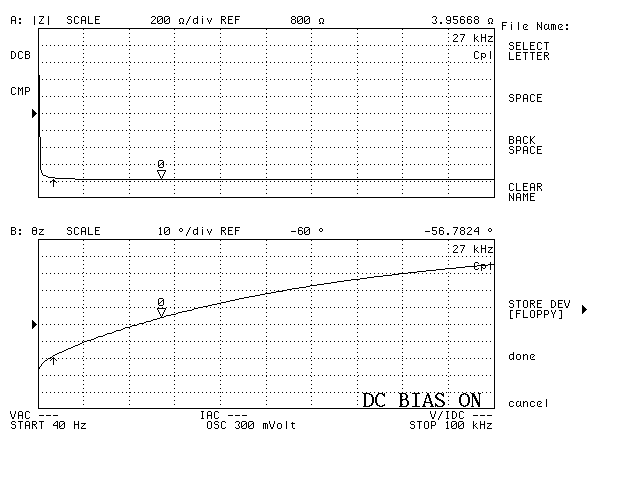 A: |Z| SCALE 200 Ω/div REF 800 Ω 3.95668 Ω
File Name:
27 kHz
SELECT
LETTER
DCB
Cpl
CMP
SPACE
BACK
SPACE
0
CLEAR
NAME
B: θz SCALE 10 °/div REF -60 ° -56.7824 °
27 kHz
Cpl
0
STORE DEV
[FLOPPY]
done
DC BIAS ON
cancel
VAC --- IAC --- V/IDC ---
START 40 Hz OSC 300 mVolt STOP 100 kHz